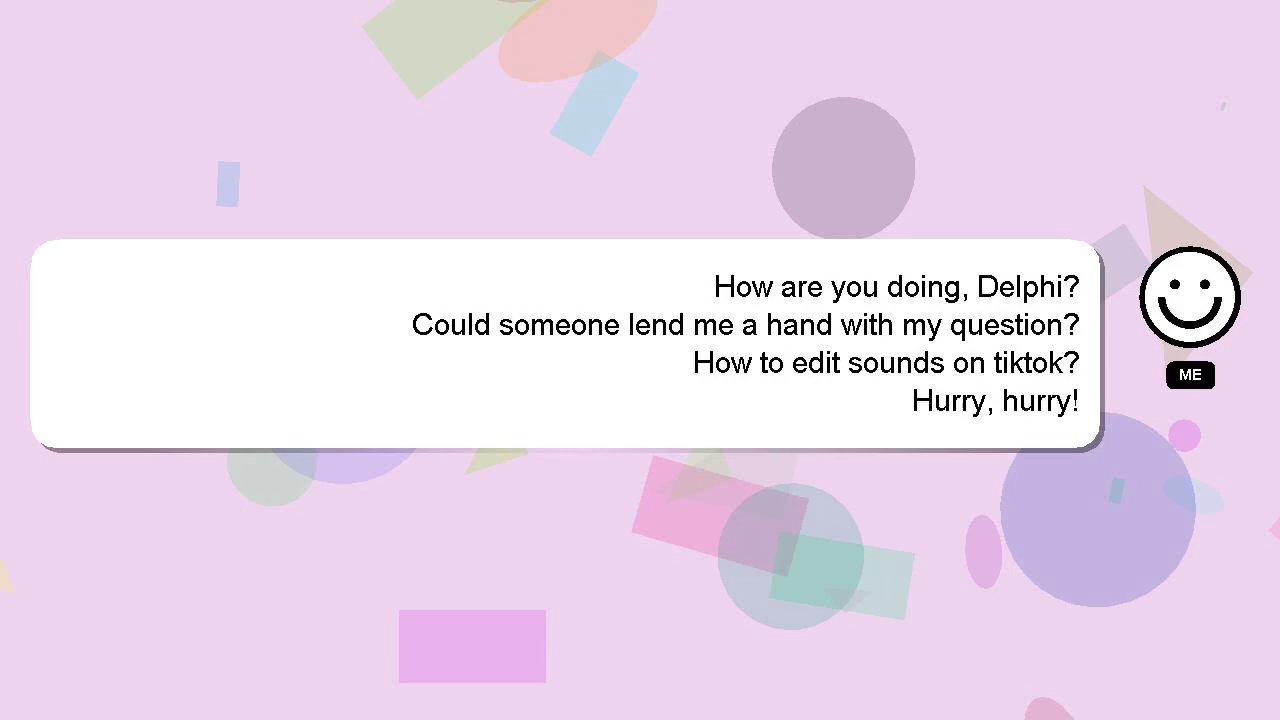 How are you doing, Delphi?
Could someone lend me a hand with my question?
How to edit sounds on tiktok?
Hurry, hurry!
ME